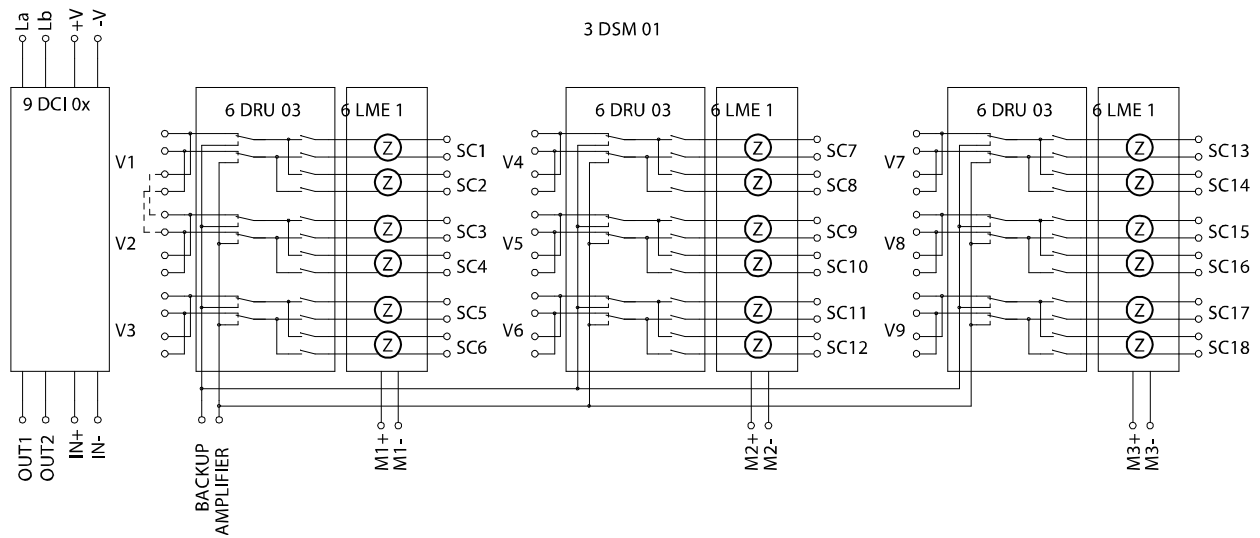 La
Lb
+V
-V
3 DSM 01
9 DCI 0x
6 DRU 03
6 LME 1
6 DRU 03
6 LME 1
6 DRU 03
6 LME 1
V1
Z
SC1
Z
SC2
V4
Z
SC7
Z
SC8
V7
Z
SC13
Z
SC14
V2
Z
SC3
Z
SC4
V5
Z
SC9
Z
SC10
V8
Z
SC15
Z
SC16
V3
Z
SC5
Z
SC6
V6
Z
SC11
Z
SC12
V9
Z
SC17
Z
SC18
OUT1
OUT2
IN+
IN-
BACKUP
AMPLIFIER
M1+
M1-
M2+
M2-
M3+
M3-